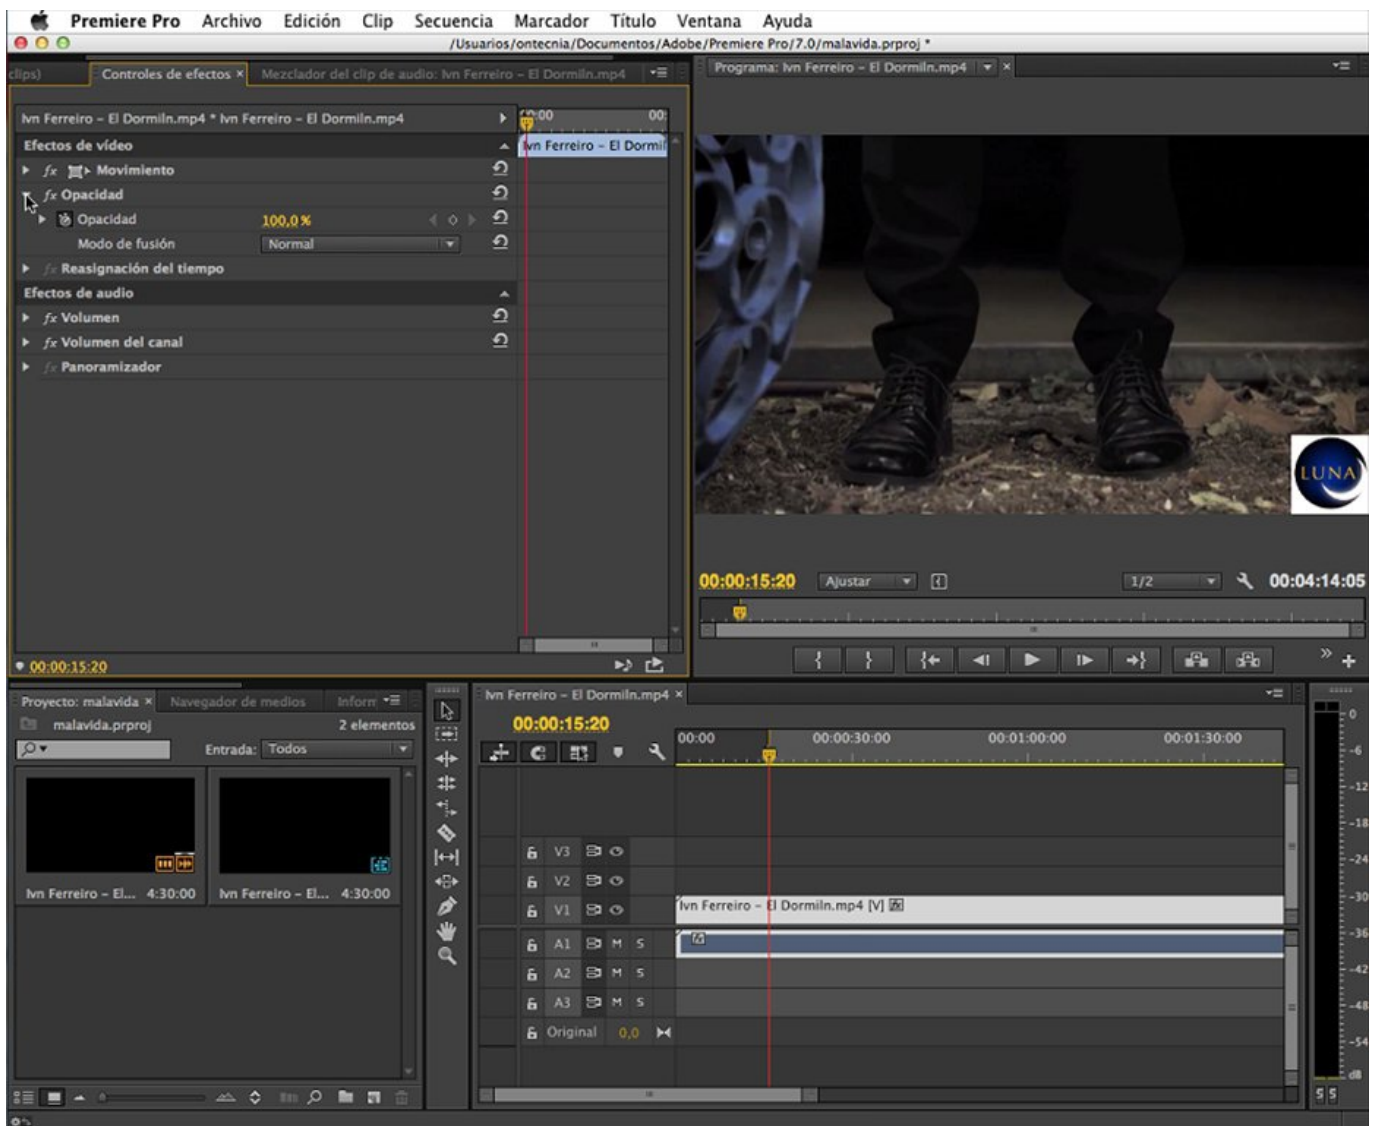 Premiere Pro Archivo Edición Clip Secuencia Marcador Título Ventana Ayuda
/Usuarios/ontecnia/Documentos/Adobe/Premiere Pro/7.0/malavida.prproj *
clips) Controles de efectos × Mezclador del clip de audio: Ivn Ferreiro – El Dormiln.mp4
Programa: Ivn Ferreiro – El Dormiln.mp4 ×
Ivn Ferreiro – El Dormiln.mp4 * Ivn Ferreiro – El Dormiln.mp4
00:00 00:
Efectos de vídeo
Ivn Ferreiro – El Dormil
fx Movimiento
fx Opacidad
Opacidad 100,0 %
Modo de fusión Normal
fx Reasignación del tiempo
Efectos de audio
fx Volumen
fx Volumen del canal
fx Panoramizador
LUNA
00:00:15:20 Ajustar 1/2 00:04:14:05
00:00:15:20
Proyecto: malavida × Navegador de medios Inform
malavida.prproj 2 elementos
Entrada: Todos
Ivn Ferreiro – El... 4:30:00
Ivn Ferreiro – El... 4:30:00
Ivn Ferreiro – El Dormiln.mp4 ×
00:00:15:20
00:00 00:00:30:00 00:01:00:00 00:01:30:00
V3
V2
V1
Ivn Ferreiro – El Dormiln.mp4 [V] fx
A1 M S
fx
A2 M S
A3 M S
Original 0,0
0
-6
-12
-18
-24
-30
-36
-42
-48
-54
dB
S S